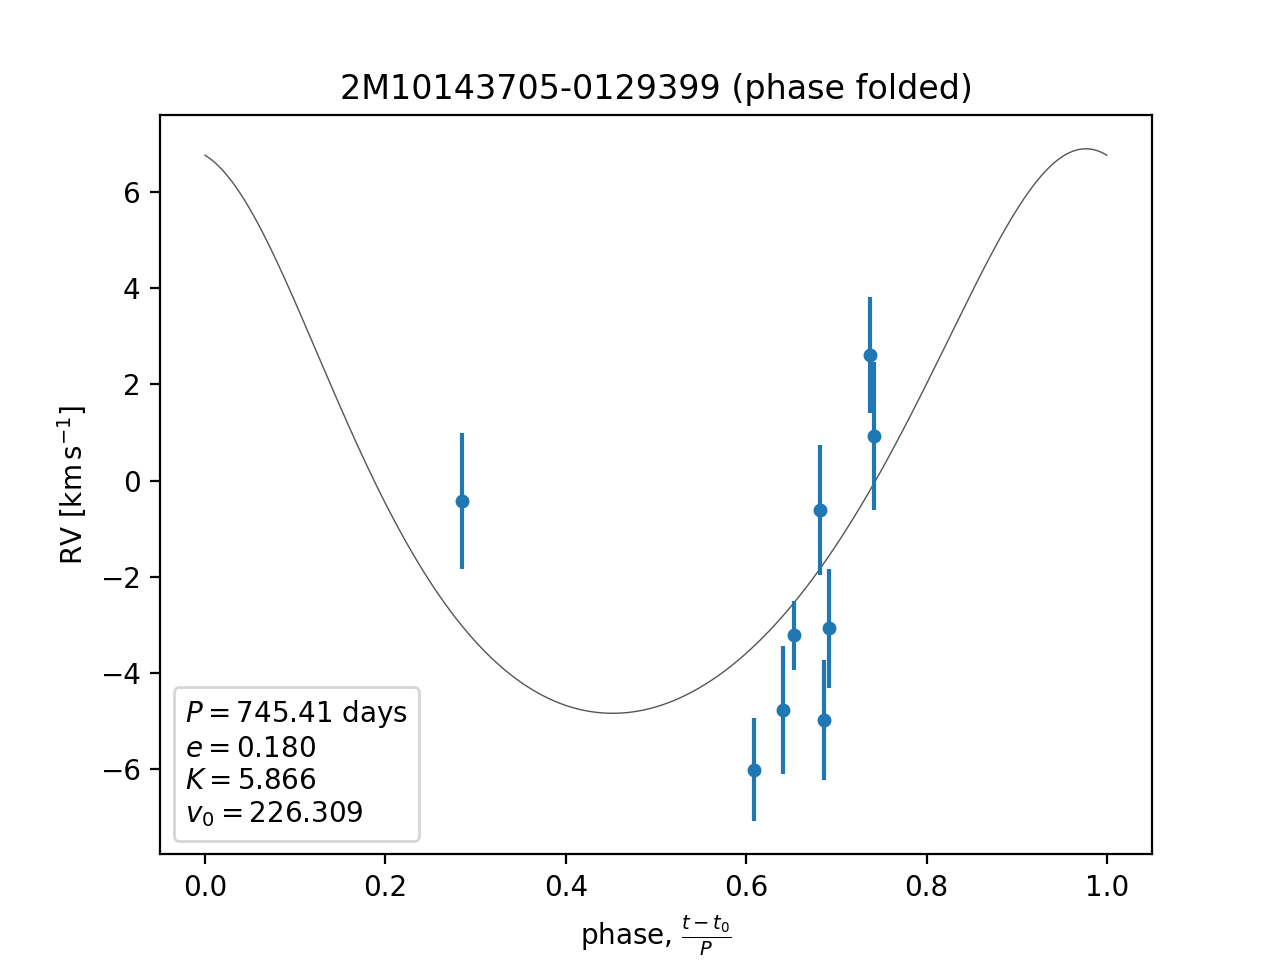 2M10143705-0129399 (phase folded)
RV [km s⁻¹]
6
4
2
0
−2
−4
−6
P = 745.41 days
e = 0.180
K = 5.866
v₀ = 226.309
0.0 0.2 0.4 0.6 0.8 1.0
phase, (t − t₀)/P